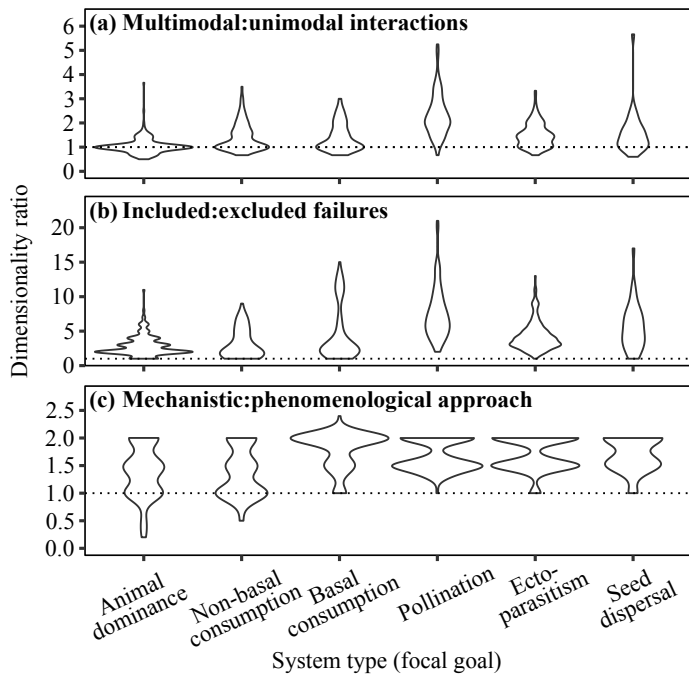 (a) Multimodal:unimodal interactions
6
5
4
3
2
1
0
(b) Included:excluded failures
20
15
10
5
0
(c) Mechanistic:phenomenological approach
2.5
2.0
1.5
1.0
0.5
0.0
Dimensionality ratio
Animal
dominance
Non-basal
consumption
Basal
consumption
Pollination
Ecto-
parasitism
Seed
dispersal
System type (focal goal)